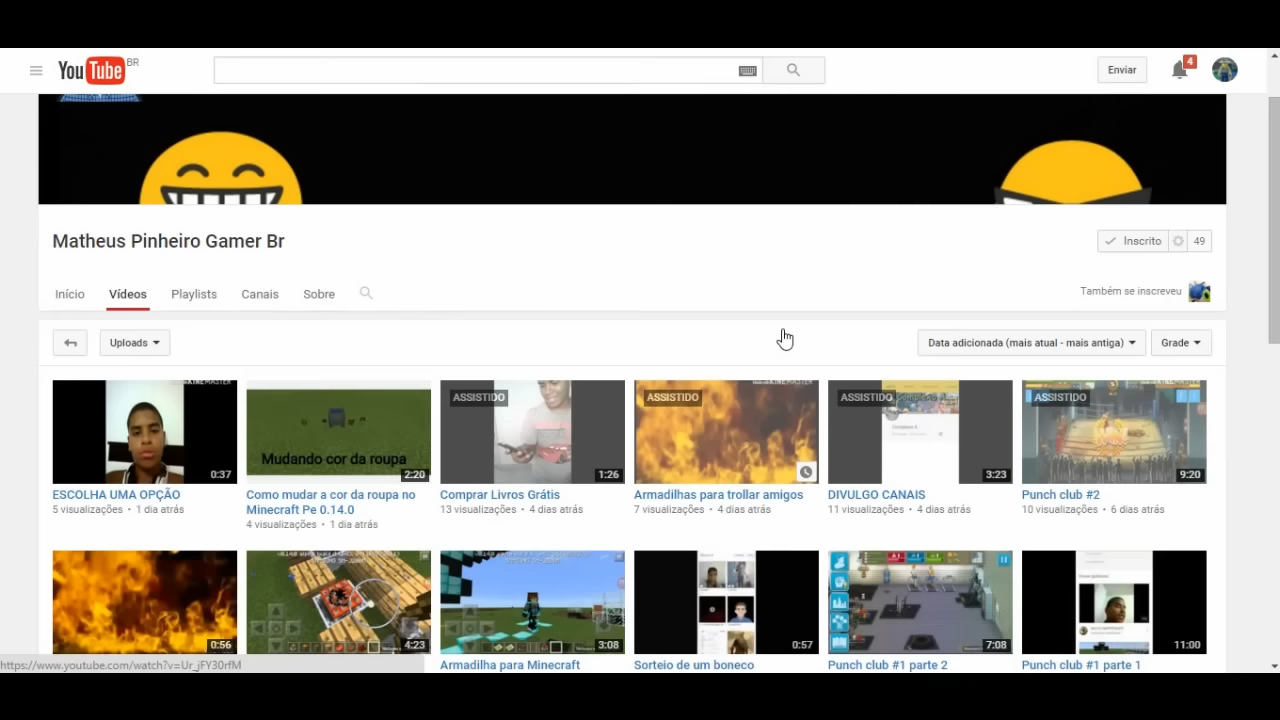 YouTube BR
Enviar
4
Matheus Pinheiro Gamer Br
Inscrito 49
Início Vídeos Playlists Canais Sobre
Também se inscreveu
Uploads
Data adicionada (mais atual - mais antiga) Grade
KINEMASTER
0:37
Mudando cor da roupa
2:20
ASSISTIDO
1:26
ASSISTIDO
KINEMASTER
ASSISTIDO
3:23
ASSISTIDO
KINEMASTER
9:20
ESCOLHA UMA OPÇÃO
5 visualizações • 1 dia atrás
Como mudar a cor da roupa no
Minecraft Pe 0.14.0
4 visualizações • 1 dia atrás
Comprar Livros Grátis
13 visualizações • 4 dias atrás
Armadilhas para trollar amigos
7 visualizações • 4 dias atrás
DIVULGO CANAIS
11 visualizações • 4 dias atrás
Punch club #2
10 visualizações • 6 dias atrás
0:56
4:23
3:08
0:57
7:08
11:00
Armadilha para Minecraft
Sorteio de um boneco
Punch club #1 parte 2
Punch club #1 parte 1
https://www.youtube.com/watch?v=Ur_jFY30rfM